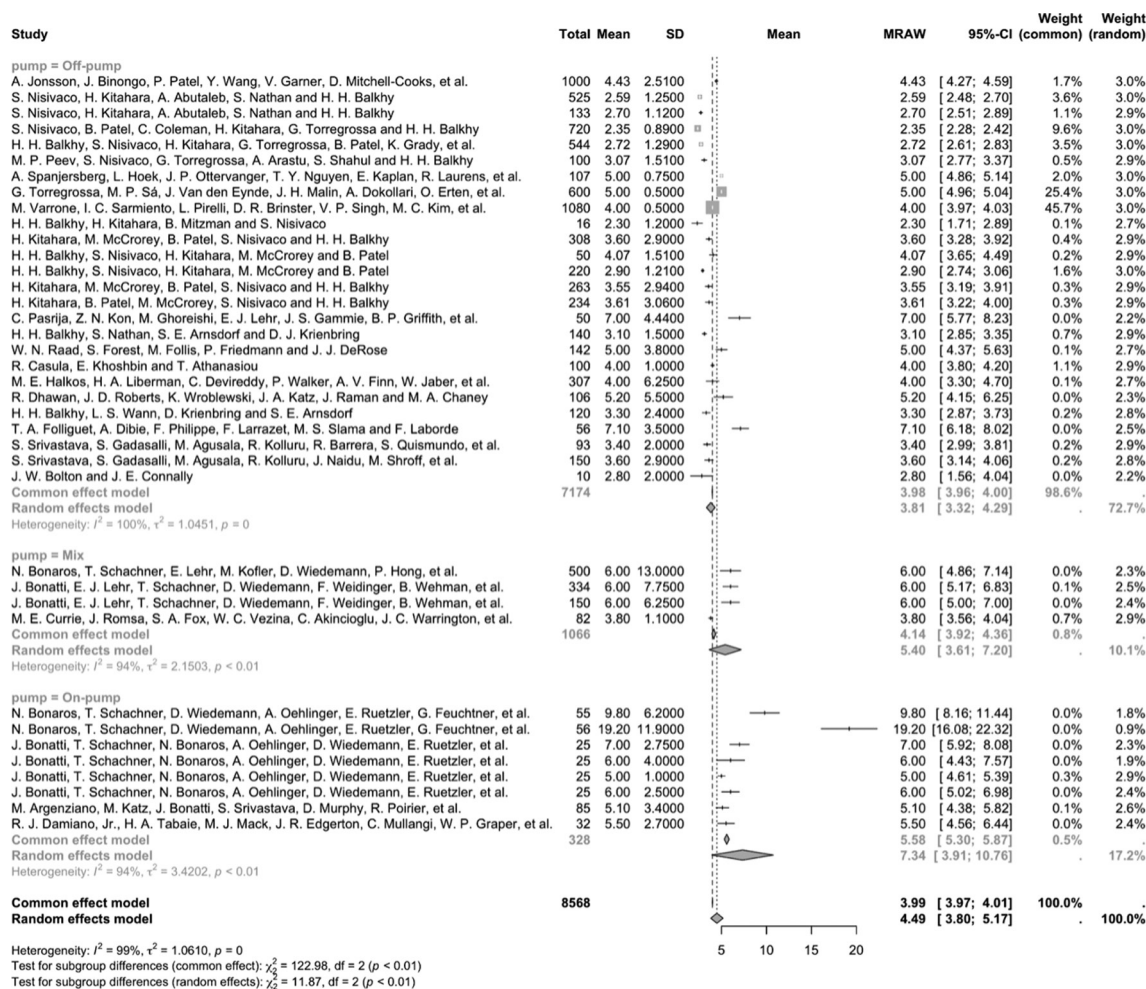 Study Total Mean SD Mean MRAW 95%-CI Weight (common) Weight (random)
pump = Off-pump
A. Jonsson, J. Binongo, P. Patel, Y. Wang, V. Garner, D. Mitchell-Cooks, et al. 1000 4.43 2.5100 4.43 [4.27; 4.59] 1.7% 3.0%
S. Nisivaco, H. Kitahara, A. Abutaleb, S. Nathan and H. H. Balkhy 525 2.59 1.2500 2.59 [2.48; 2.70] 3.6% 3.0%
S. Nisivaco, H. Kitahara, A. Abutaleb, S. Nathan and H. H. Balkhy 133 2.70 1.1200 2.70 [2.51; 2.89] 1.1% 2.9%
S. Nisivaco, B. Patel, C. Coleman, H. Kitahara, G. Torregrossa and H. H. Balkhy 720 2.35 0.8900 2.35 [2.28; 2.42] 9.6% 3.0%
H. H. Balkhy, S. Nisivaco, H. Kitahara, G. Torregrossa, B. Patel, K. Grady, et al. 544 2.72 1.2900 2.72 [2.61; 2.83] 3.5% 3.0%
M. P. Peev, S. Nisivaco, G. Torregrossa, A. Arastu, S. Shahul and H. H. Balkhy 100 3.07 1.5100 3.07 [2.77; 3.37] 0.5% 2.9%
A. Spanjersberg, L. Hoek, J. P. Ottervanger, T. Y. Nguyen, E. Kaplan, R. Laurens, et al. 107 5.00 0.7500 5.00 [4.86; 5.14] 2.0% 3.0%
G. Torregrossa, M. P. Sá, J. Van den Eynde, J. H. Malin, A. Dokollari, O. Erten, et al. 600 5.00 0.5000 5.00 [4.96; 5.04] 25.4% 3.0%
M. Varrone, I. C. Sarmiento, L. Pirelli, D. R. Brinster, V. P. Singh, M. C. Kim, et al. 1080 4.00 0.5000 4.00 [3.97; 4.03] 45.7% 3.0%
H. H. Balkhy, H. Kitahara, B. Mitzman and S. Nisivaco 16 2.30 1.2000 2.30 [1.71; 2.89] 0.1% 2.7%
H. Kitahara, M. McCrorey, B. Patel, S. Nisivaco and H. H. Balkhy 308 3.60 2.9000 3.60 [3.28; 3.92] 0.4% 2.9%
H. H. Balkhy, S. Nisivaco, H. Kitahara, M. McCrorey and B. Patel 50 4.07 1.5100 4.07 [3.65; 4.49] 0.2% 2.9%
H. H. Balkhy, S. Nisivaco, H. Kitahara, M. McCrorey and B. Patel 220 2.90 1.2100 2.90 [2.74; 3.06] 1.6% 2.9%
H. Kitahara, M. McCrorey, B. Patel, S. Nisivaco and H. H. Balkhy 263 3.55 2.9400 3.55 [3.19; 3.91] 0.3% 2.9%
H. Kitahara, B. Patel, M. McCrorey, S. Nisivaco and H. H. Balkhy 234 3.61 3.0600 3.61 [3.22; 4.00] 0.3% 2.9%
C. Pasrija, Z. N. Kon, M. Ghoreishi, E. J. Lehr, J. S. Gammie, B. P. Griffith, et al. 50 7.00 4.4400 7.00 [5.77; 8.23] 0.0% 2.2%
H. H. Balkhy, S. Nathan, S. E. Arnsdorf and D. J. Krienbring 140 3.10 1.5000 3.10 [2.85; 3.35] 0.7% 2.9%
W. N. Raad, S. Forest, M. Follis, P. Friedmann and J. J. DeRose 142 5.00 3.8000 5.00 [4.37; 5.63] 0.1% 2.7%
R. Casula, E. Khoshbin and T. Athanasiou 100 4.00 1.0000 4.00 [3.80; 4.20] 1.1% 2.9%
M. E. Halkos, H. A. Liberman, C. Devireddy, P. Walker, A. V. Finn, W. Jaber, et al. 307 4.00 6.2500 4.00 [3.30; 4.70] 0.1% 2.7%
R. Dhawan, J. D. Roberts, K. Wroblewski, J. A. Katz, J. Raman and M. A. Chaney 106 5.20 5.5000 5.20 [4.15; 6.25] 0.0% 2.3%
H. H. Balkhy, L. S. Wann, D. Krienbring and S. E. Arnsdorf 120 3.30 2.4000 3.30 [2.87; 3.73] 0.2% 2.8%
T. A. Folliguet, A. Dibie, F. Philippe, F. Larrazet, M. S. Slama and F. Laborde 56 7.10 3.5000 7.10 [6.18; 8.02] 0.0% 2.5%
S. Srivastava, S. Gadasalli, M. Agusala, R. Kolluru, R. Barrera, S. Quismundo, et al. 93 3.40 2.0000 3.40 [2.99; 3.81] 0.2% 2.9%
S. Srivastava, S. Gadasalli, M. Agusala, R. Kolluru, J. Naidu, M. Shroff, et al. 150 3.60 2.9000 3.60 [3.14; 4.06] 0.2% 2.8%
J. W. Bolton and J. E. Connally 10 2.80 2.0000 2.80 [1.56; 4.04] 0.0% 2.2%
Common effect model 7174 3.98 [3.96; 4.00] 98.6% .
Random effects model 3.81 [3.32; 4.29] . 72.7%
Heterogeneity: I² = 100%, τ² = 1.0451, p = 0
pump = Mix
N. Bonaros, T. Schachner, E. Lehr, M. Kofler, D. Wiedemann, P. Hong, et al. 500 6.00 13.0000 6.00 [4.86; 7.14] 0.0% 2.3%
J. Bonatti, E. J. Lehr, T. Schachner, D. Wiedemann, F. Weidinger, B. Wehman, et al. 334 6.00 7.7500 6.00 [5.17; 6.83] 0.1% 2.5%
J. Bonatti, E. J. Lehr, T. Schachner, D. Wiedemann, F. Weidinger, B. Wehman, et al. 150 6.00 6.2500 6.00 [5.00; 7.00] 0.0% 2.4%
M. E. Currie, J. Romsa, S. A. Fox, W. C. Vezina, C. Akincioglu, J. C. Warrington, et al. 82 3.80 1.1000 3.80 [3.56; 4.04] 0.7% 2.9%
Common effect model 1066 4.14 [3.92; 4.36] 0.8% .
Random effects model 5.40 [3.61; 7.20] . 10.1%
Heterogeneity: I² = 94%, τ² = 2.1503, p < 0.01
pump = On-pump
N. Bonaros, T. Schachner, D. Wiedemann, A. Oehlinger, E. Ruetzler, G. Feuchtner, et al. 55 9.80 6.2000 9.80 [8.16; 11.44] 0.0% 1.8%
N. Bonaros, T. Schachner, D. Wiedemann, A. Oehlinger, E. Ruetzler, G. Feuchtner, et al. 56 19.20 11.9000 19.20 [16.08; 22.32] 0.0% 0.9%
J. Bonatti, T. Schachner, N. Bonaros, A. Oehlinger, D. Wiedemann, E. Ruetzler, et al. 25 7.00 2.7500 7.00 [5.92; 8.08] 0.0% 2.3%
J. Bonatti, T. Schachner, N. Bonaros, A. Oehlinger, D. Wiedemann, E. Ruetzler, et al. 25 6.00 4.0000 6.00 [4.43; 7.57] 0.0% 1.9%
J. Bonatti, T. Schachner, N. Bonaros, A. Oehlinger, D. Wiedemann, E. Ruetzler, et al. 25 5.00 1.0000 5.00 [4.61; 5.39] 0.3% 2.9%
J. Bonatti, T. Schachner, N. Bonaros, A. Oehlinger, D. Wiedemann, E. Ruetzler, et al. 25 6.00 2.5000 6.00 [5.02; 6.98] 0.0% 2.4%
M. Argenziano, M. Katz, J. Bonatti, S. Srivastava, D. Murphy, R. Poirier, et al. 85 5.10 3.4000 5.10 [4.38; 5.82] 0.1% 2.6%
R. J. Damiano, Jr., H. A. Tabaie, M. J. Mack, J. R. Edgerton, C. Mullangi, W. P. Graper, et al. 32 5.50 2.7000 5.50 [4.56; 6.44] 0.0% 2.4%
Common effect model 328 5.58 [5.30; 5.87] 0.5% .
Random effects model 7.34 [3.91; 10.76] . 17.2%
Heterogeneity: I² = 94%, τ² = 3.4202, p < 0.01
Common effect model 8568 3.99 [3.97; 4.01] 100.0% .
Random effects model 4.49 [3.80; 5.17] . 100.0%
5 10 15 20
Heterogeneity: I² = 99%, τ² = 1.0610, p = 0
Test for subgroup differences (common effect): χ²₂ = 122.98, df = 2 (p < 0.01)
Test for subgroup differences (random effects): χ²₂ = 11.87, df = 2 (p < 0.01)